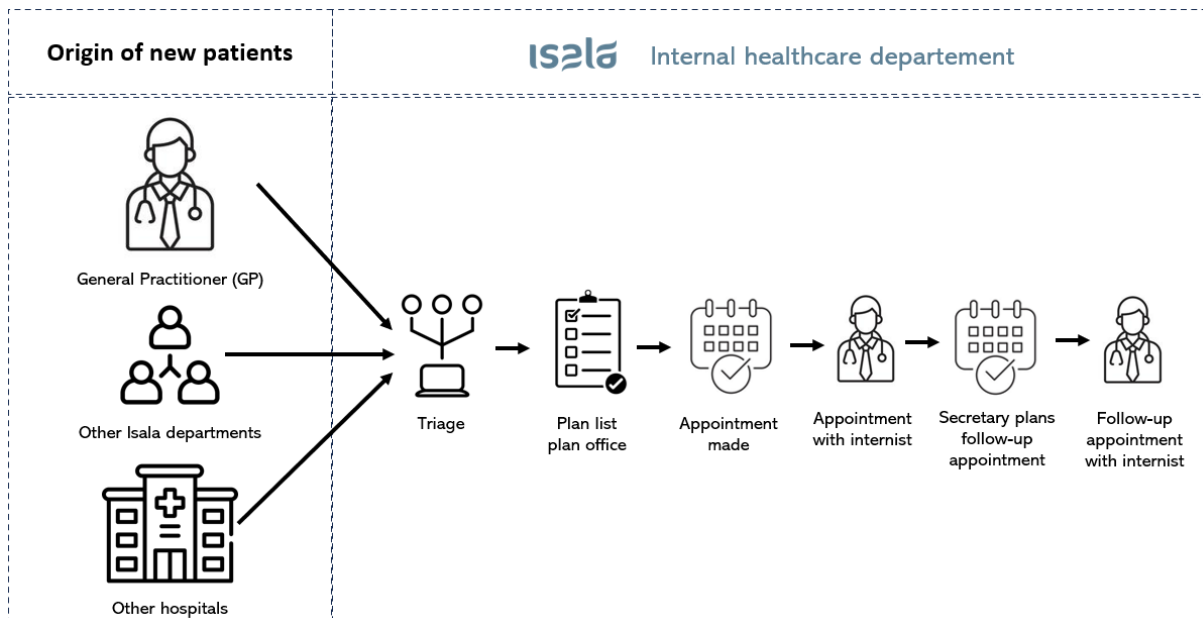 Origin of new patients
isala Internal healthcare departement
General Practitioner (GP)
Other Isala departments
Other hospitals
Triage
Plan list
plan office
Appointment
made
Appointment
with internist
Secretary plans
follow-up
appointment
Follow-up
appointment
with internist